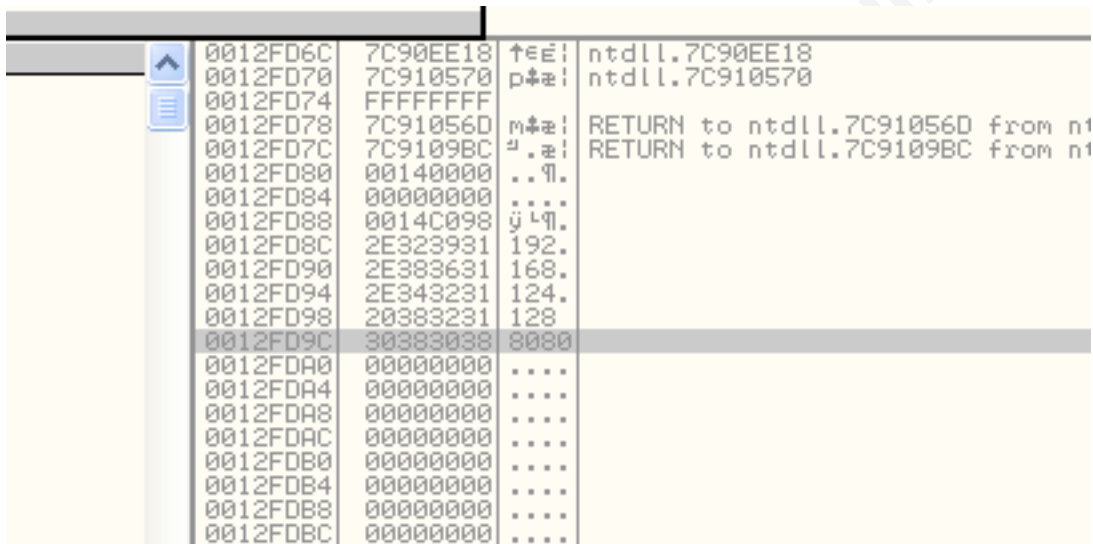 0012FD6C 7C90EE18 ↑∈É¦ ntdll.7C90EE18
0012FD70 7C910570 p‡æ¦ ntdll.7C910570
0012FD74 FFFFFFFF
0012FD78 7C91056D m‡æ¦ RETURN to ntdll.7C91056D from
0012FD7C 7C9109BC ╝.æ¦ RETURN to ntdll.7C9109BC from
0012FD80 00140000 ..¶.
0012FD84 00000000 ....
0012FD88 0014C098 ÿ└¶.
0012FD8C 2E323931 192.
0012FD90 2E383631 168.
0012FD94 2E343231 124.
0012FD98 20383231 128
0012FD9C 30383038 8080
0012FDA0 00000000 ....
0012FDA4 00000000 ....
0012FDA8 00000000 ....
0012FDAC 00000000 ....
0012FDB0 00000000 ....
0012FDB4 00000000 ....
0012FDB8 00000000 ....
0012FDBC 00000000 ....